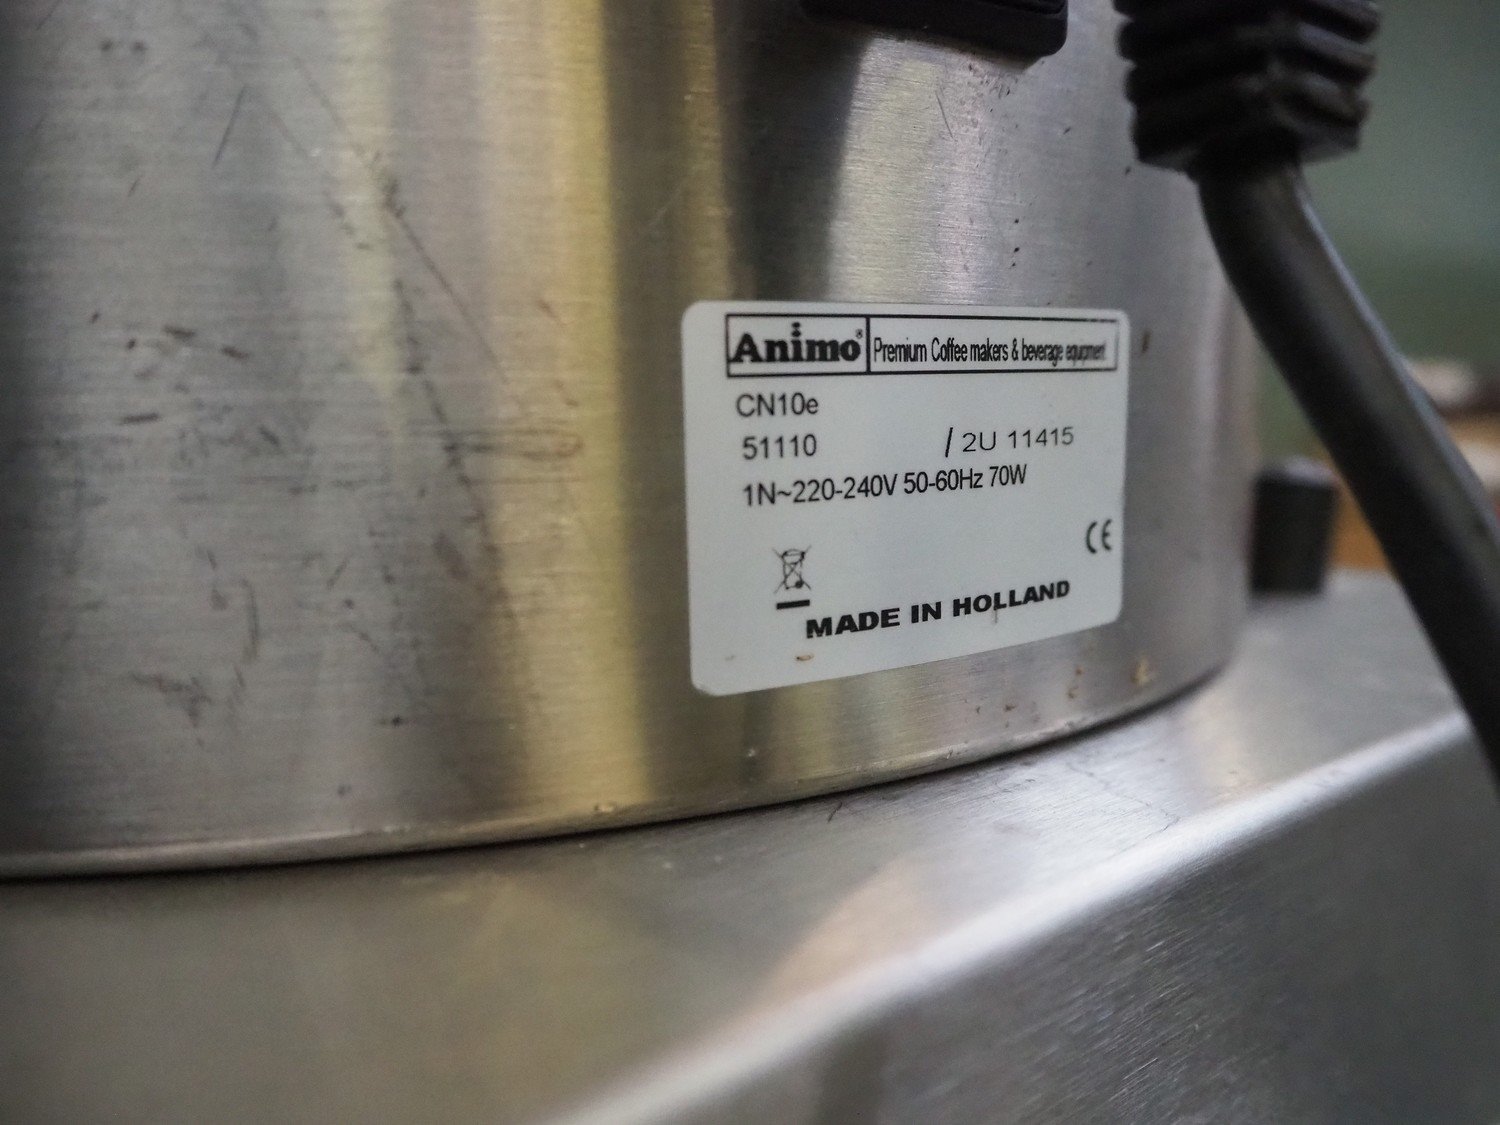 Animo® Premium Coffee makers & beverage equipment
CN10e
51110 / 2U 11415
1N~220-240V 50-60Hz 70W
CE
MADE IN HOLLAND